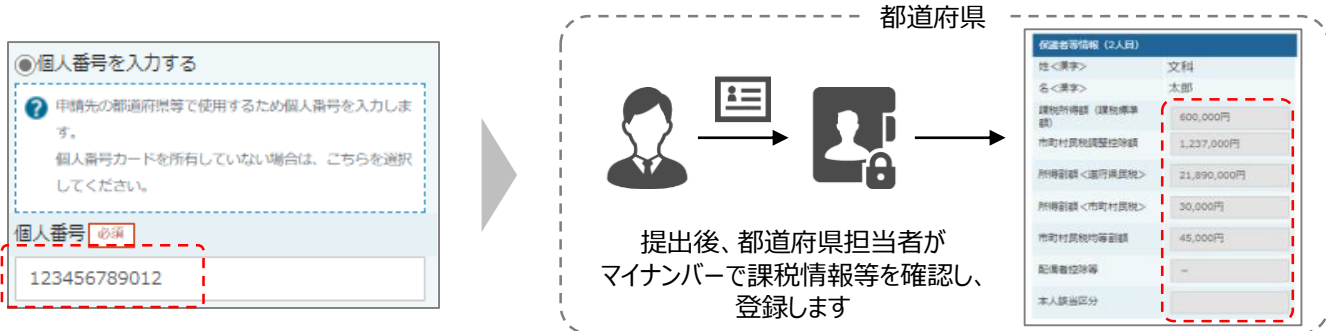 都道府県
個人番号を入力する
申請先の都道府県等で使用するため個人番号を入力しま
す。
個人番号カードを所有していない場合は、こちらを選択
してください。
個人番号 必須
123456789012
提出後、都道府県担当者が
マイナンバーで課税情報等を確認し、
登録します
保護者等情報（2人目）
姓<漢字> 文科
名<漢字> 太郎
課税所得額（課税標準
額） 600,000円
市町村民税調整控除額 1,237,000円
所得割額<道府県民税> 21,890,000円
所得割額<市町村民税> 30,000円
市町村民税均等割額 45,000円
配偶者控除等 −
本人該当区分